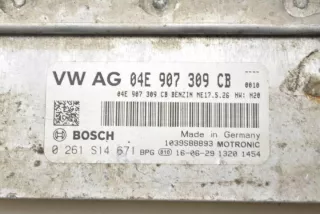 VW AG 04E 907 309 CB
0010
04E 907 309 CB BENZIN ME17.5.26 HW: H20
BOSCH
Made in Germany
1039S88893 MOTRONIC
0 261 S14 671 BPG 16-06-29 1320 1454